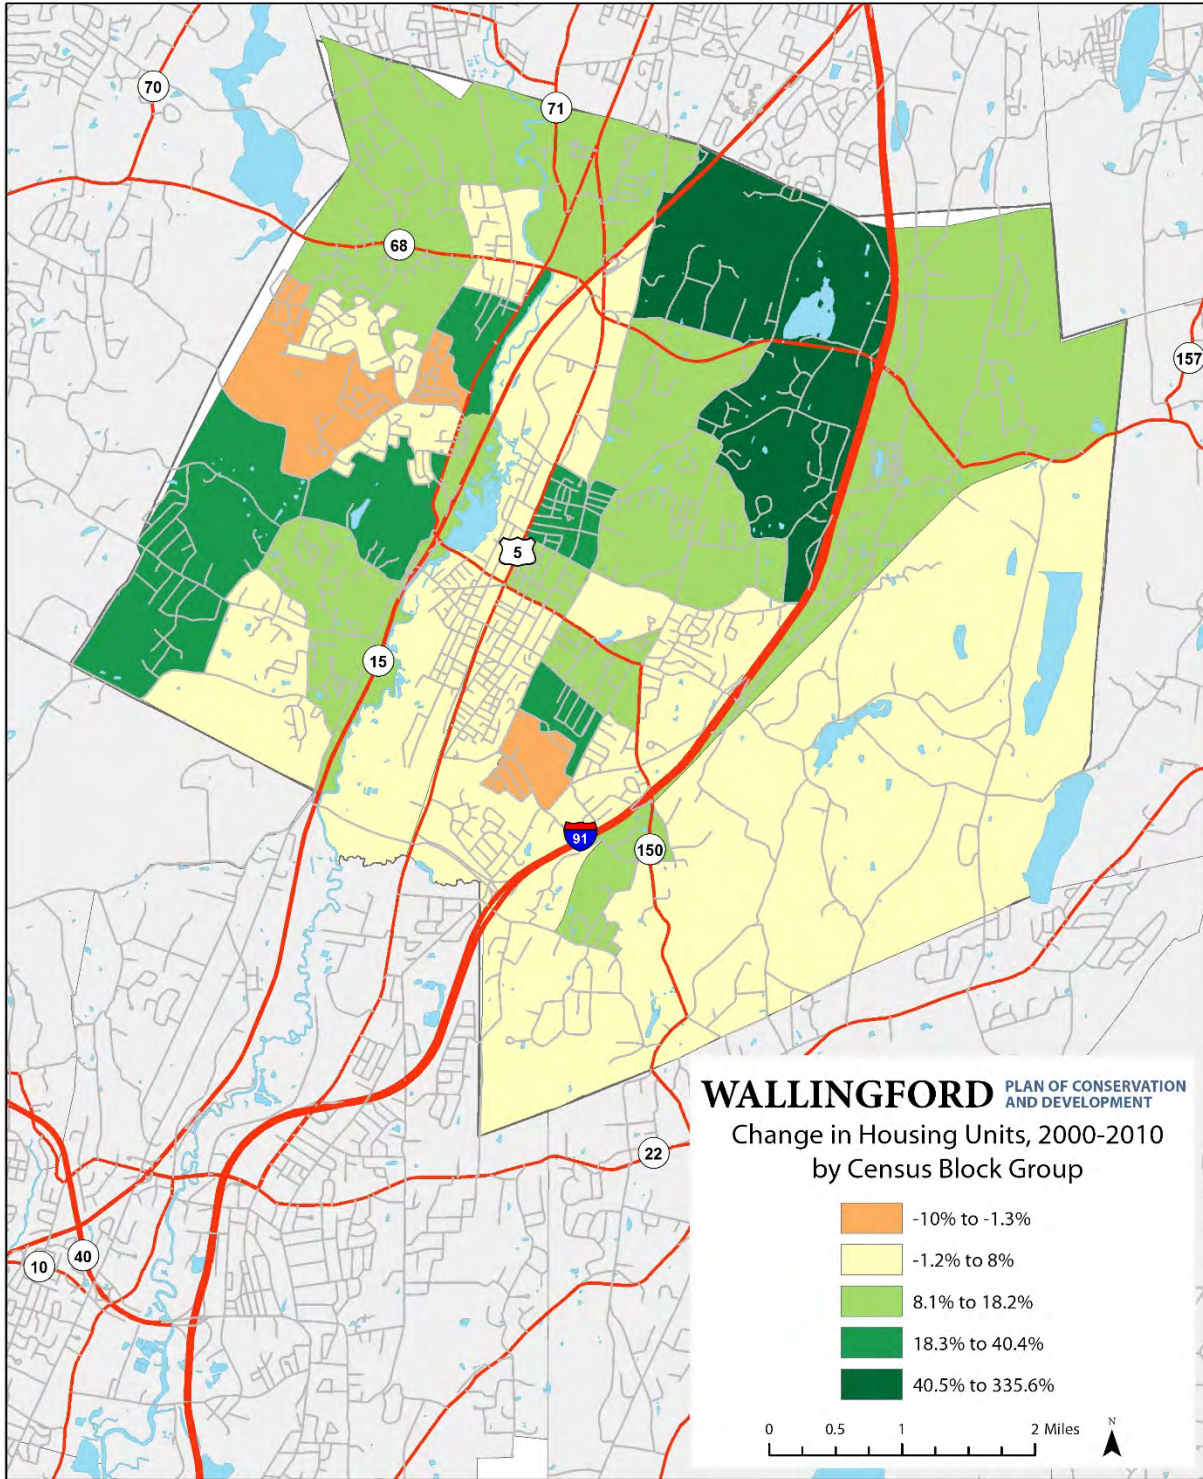 70
71
68
157
5
15
91
150
WALLINGFORD PLAN OF CONSERVATION
AND DEVELOPMENT
Change in Housing Units, 2000-2010
by Census Block Group
22
-10% to -1.3%
-1.2% to 8%
40
10
8.1% to 18.2%
18.3% to 40.4%
40.5% to 335.6%
0 0.5 1 2 Miles
N